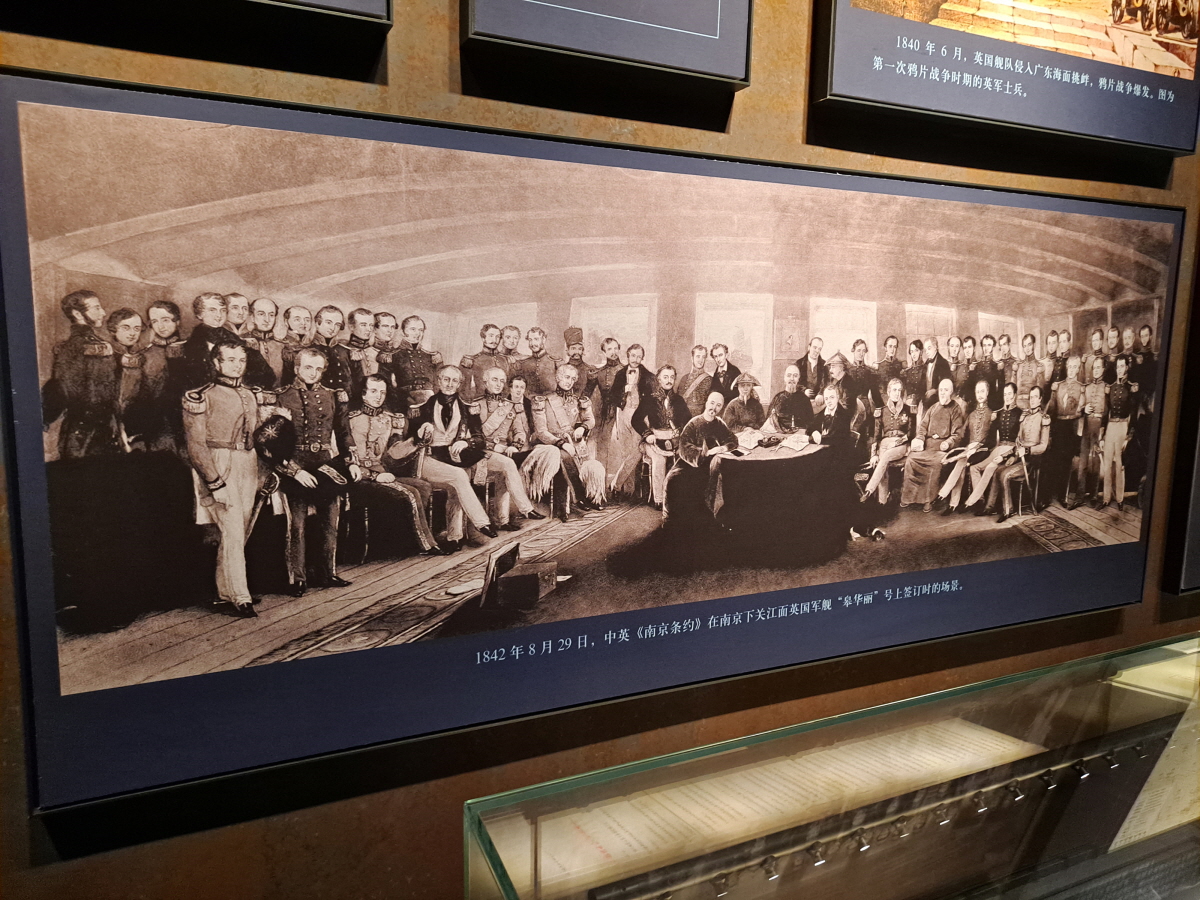 1840 年 6 月，英国舰队侵入广东海面挑衅，鸦片战争爆发。图为
第一次鸦片战争时期的英军士兵。
1842 年 8 月 29 日，中英《南京条约》在南京下关江面英国军舰“皋华丽”号上签订时的场景。